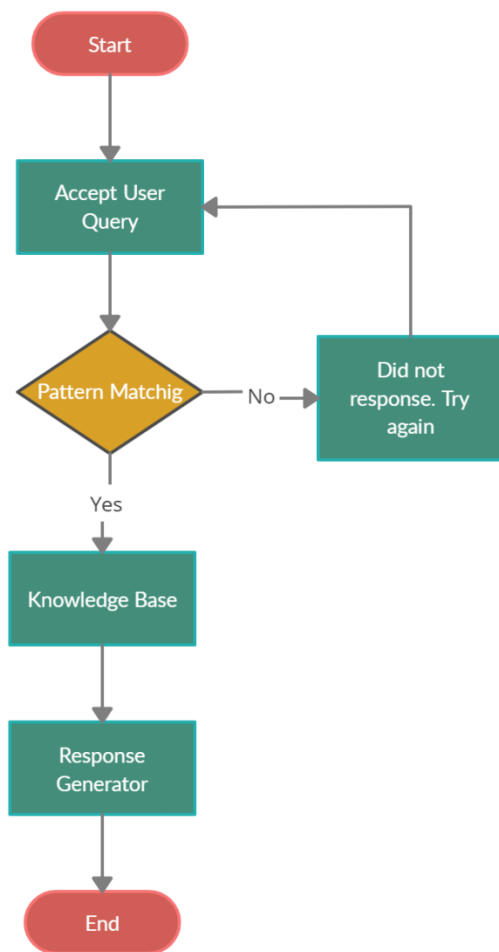 Start
Accept User
Query
Pattern Matchig
No
Did not
response. Try
again
Yes
Knowledge Base
Response
Generator
End